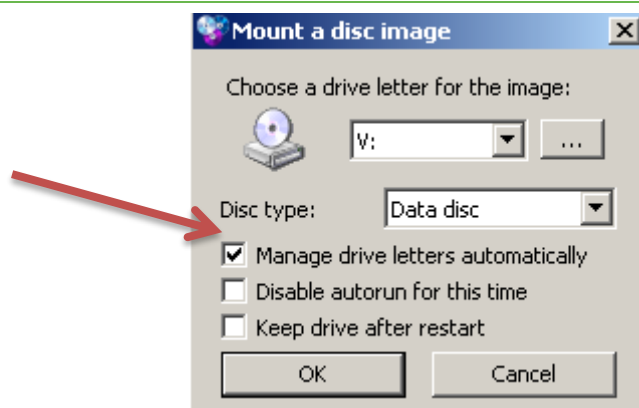 Mount a disc image
Choose a drive letter for the image:
V:
...
Disc type:
Data disc
Manage drive letters automatically
Disable autorun for this time
Keep drive after restart
OK
Cancel